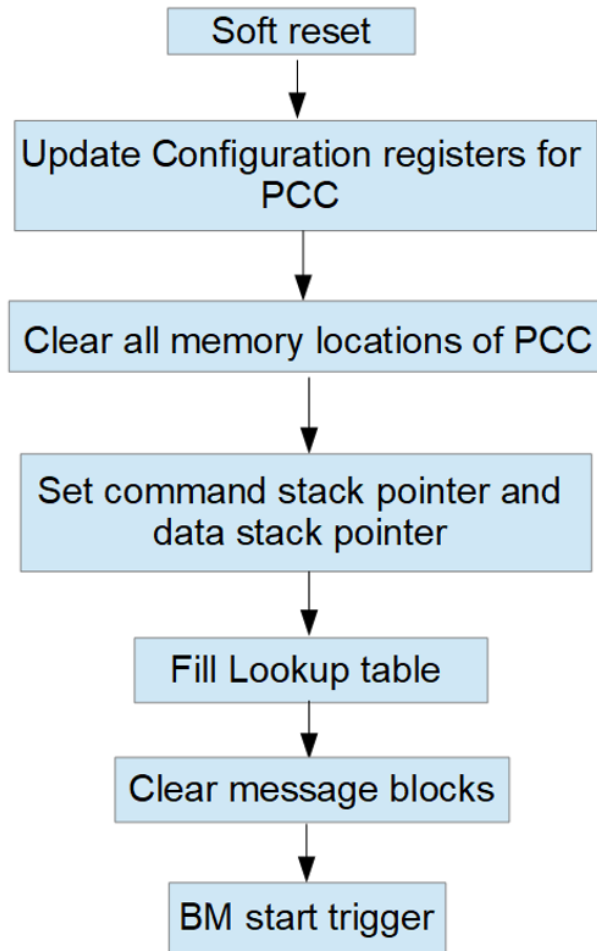 Soft reset
Update Configuration registers for
PCC
Clear all memory locations of PCC
Set command stack pointer and
data stack pointer
Fill Lookup table
Clear message blocks
BM start trigger